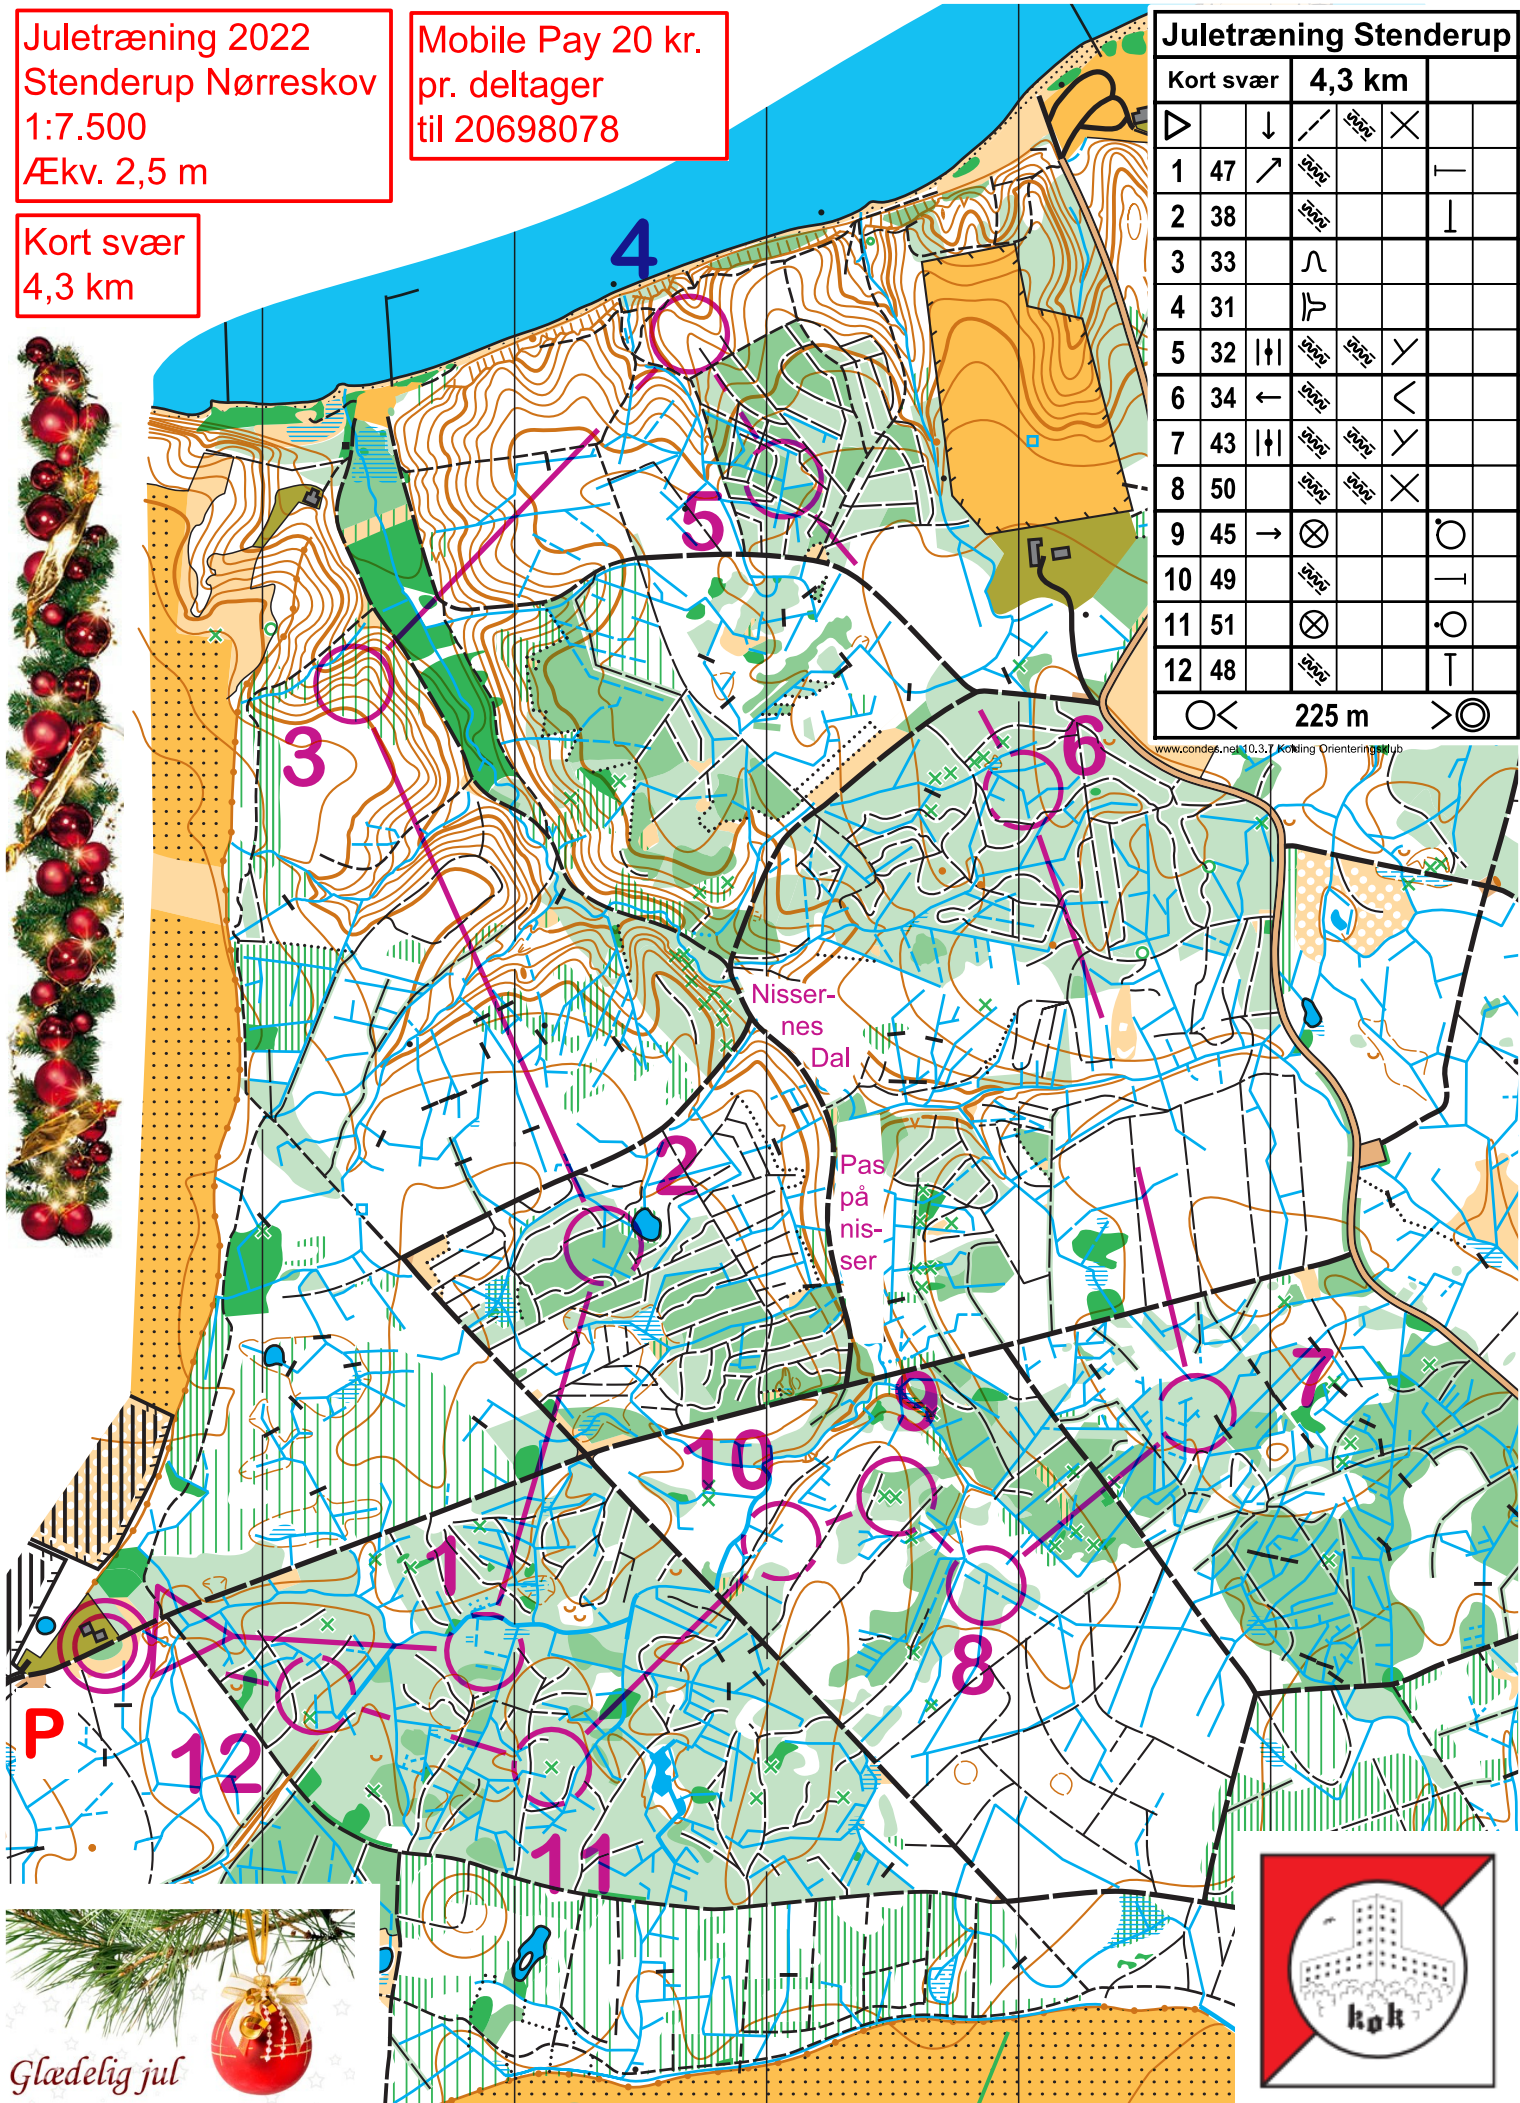 Juletræning 2022
Stenderup Nørreskov
1:7.500
Ækv. 2,5 m
Mobile Pay 20 kr.
pr. deltager
til 20698078
Kort svær
4,3 km
Juletræning Stenderup
Kort svær 4,3 km
1 47
2 38
3 33
4 31
5 32
6 34
7 43
8 50
9 45
10 49
11 51
12 48
225 m
www.condes.net 10.3.7 Kolding Orienteringsklub
4
5
3
6
Nisser-
nes
Dal
2
Pas
på
nis-
ser
7
9
10
1
8
P
12
11
Glædelig jul
kok